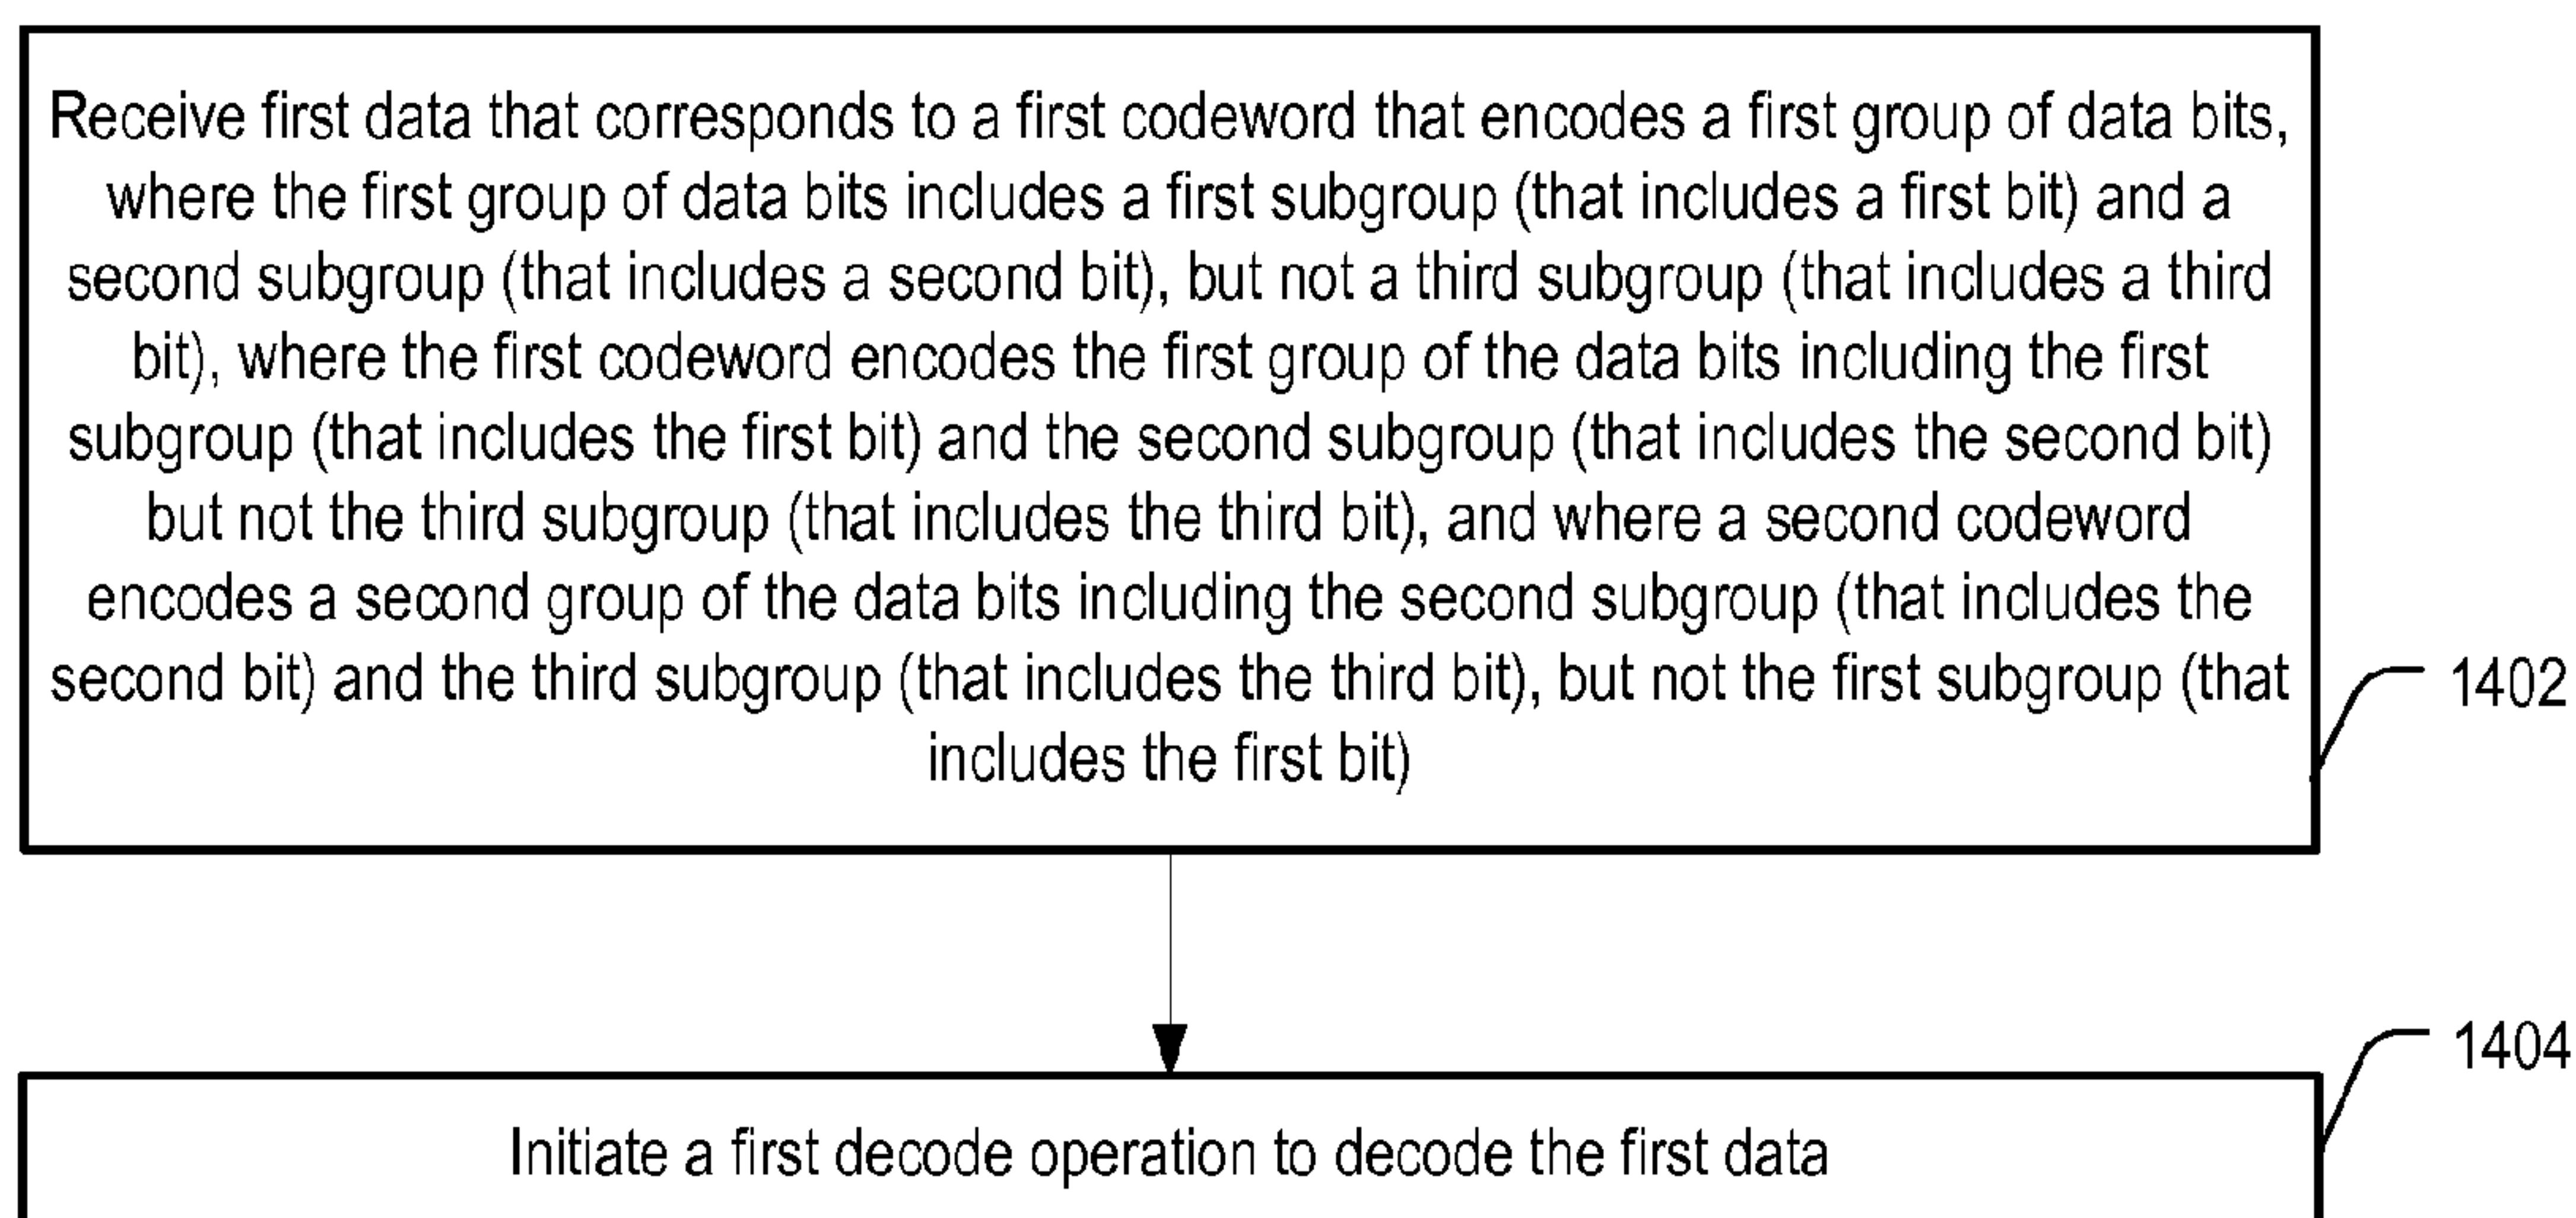 Receive first data that corresponds to a first codeword that encodes a first group of data bits,
where the first group of data bits includes a first subgroup (that includes a first bit) and a
second subgroup (that includes a second bit), but not a third subgroup (that includes a third
bit), where the first codeword encodes the first group of the data bits including the first
subgroup (that includes the first bit) and the second subgroup (that includes the second bit)
but not the third subgroup (that includes the third bit), and where a second codeword
encodes a second group of the data bits including the second subgroup (that includes the
second bit) and the third subgroup (that includes the third bit), but not the first subgroup (that
includes the first bit)
1402
1404
Initiate a first decode operation to decode the first data